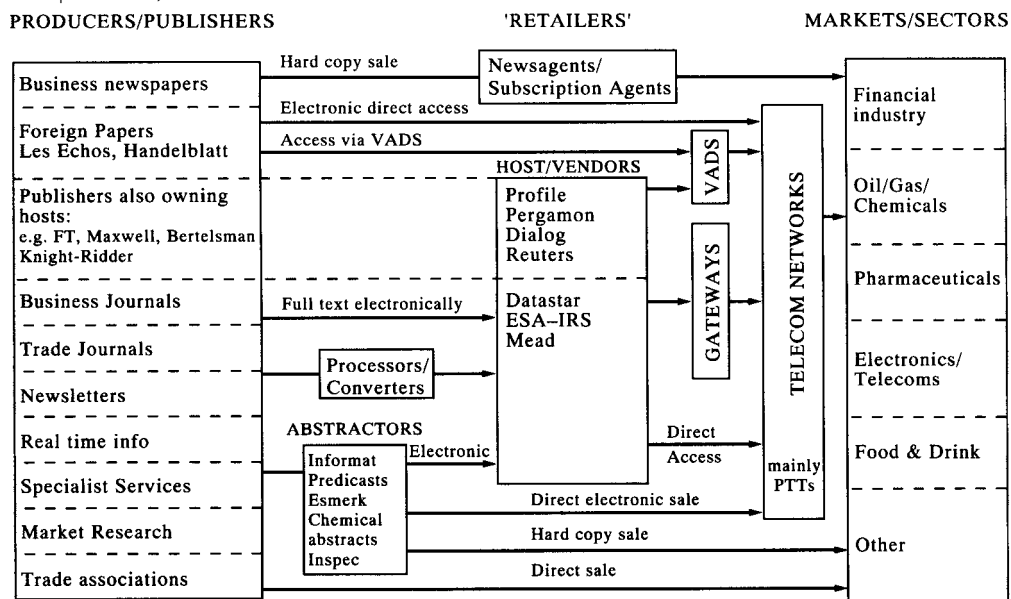 PRODUCERS/PUBLISHERS
'RETAILERS'
MARKETS/SECTORS
Business newspapers
Foreign Papers
Les Echos, Handelblatt
Publishers also owning
hosts:
e.g. FT, Maxwell, Bertelsman
Knight-Ridder
Business Journals
Trade Journals
Newsletters
Real time info
Specialist Services
Market Research
Trade associations
Hard copy sale
Newsagents/
Subscription Agents
Electronic direct access
Access via VADS
HOST/VENDORS
Profile
Pergamon
Dialog
Reuters
Full text electronically
Datastar
ESA–IRS
Mead
Processors/
Converters
ABSTRACTORS
Informat
Predicasts
Esmerk
Chemical
abstracts
Inspec
Electronic
Direct
Access
Direct electronic sale
Hard copy sale
Direct sale
VADS
GATEWAYS
TELECOM NETWORKS
mainly
PTTs
Financial
industry
Oil/Gas/
Chemicals
Pharmaceuticals
Electronics/
Telecoms
Food & Drink
Other